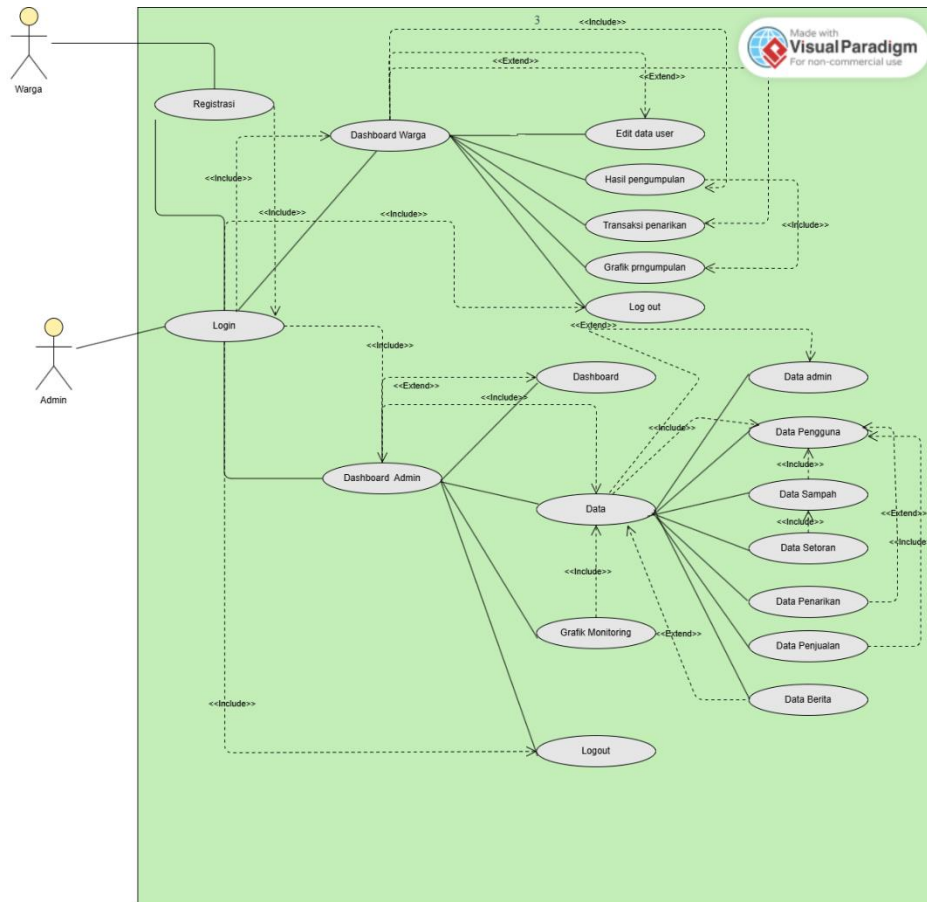 3
<<Include>>
Made with
VisualParadigm
For non-commercial use
Warga
<<Extend>>
<<Extend>>
Registrasi
Dashboard Warga
Edit data user
<<Include>>
Hasil pengumpulan
<<Include>>
<<Include>>
Transaksi penarikan
<<Include>>
Grafik prngumpulan
Log out
Login
<<Extend>>
Admin
<<Include>>
Dashboard
Data admin
<<Extend>>
<<Include>>
<<Include>>
Data Pengguna
<<Include>>
Dashboard Admin
Data Sampah
Data
<<Extend>>
<<Include>>
Data Setoran
<<Include
<<Include>>
Data Penarikan
Grafik Monitoring
<<Extend>>
Data Penjualan
Data Berita
<<Include>>
Logout